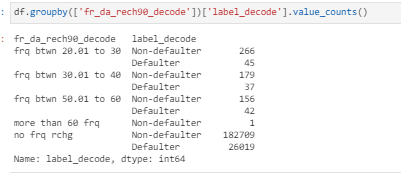 : df.groupby(['fr_da_rech90_decode'])['label_decode'].value_counts()
: fr_da_rech90_decode label_decode
frq btwn 20.01 to 30 Non-defaulter 266
Defaulter 45
frq btwn 30.01 to 40 Non-defaulter 179
Defaulter 37
frq btwn 50.01 to 60 Non-defaulter 156
Defaulter 42
more than 60 frq Non-defaulter 1
no frq rchg Non-defaulter 182709
Defaulter 26019
Name: label_decode, dtype: int64